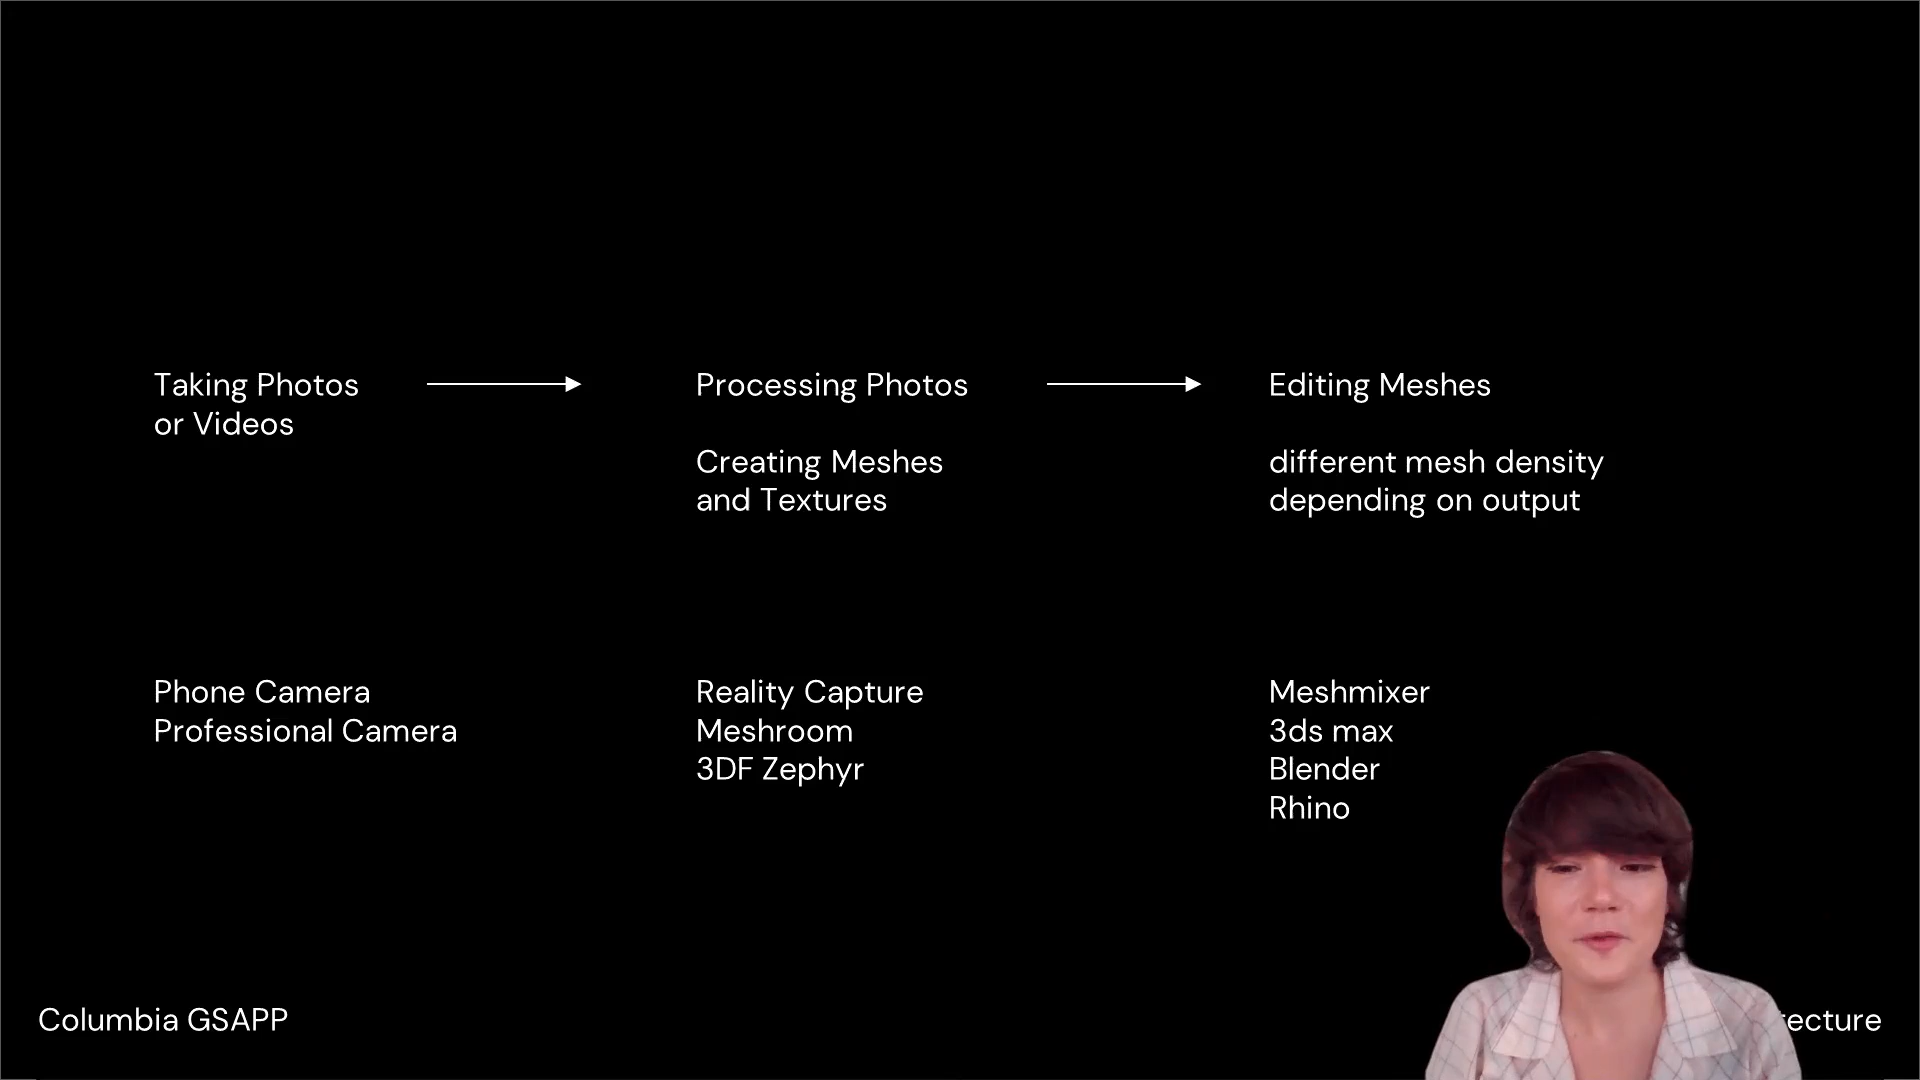 Taking Photos
or Videos
Processing Photos
Creating Meshes
and Textures
Editing Meshes
different mesh density
depending on output
Phone Camera
Professional Camera
Reality Capture
Meshroom
3DF Zephyr
Meshmixer
3ds max
Blender
Rhino
Columbia GSAPP